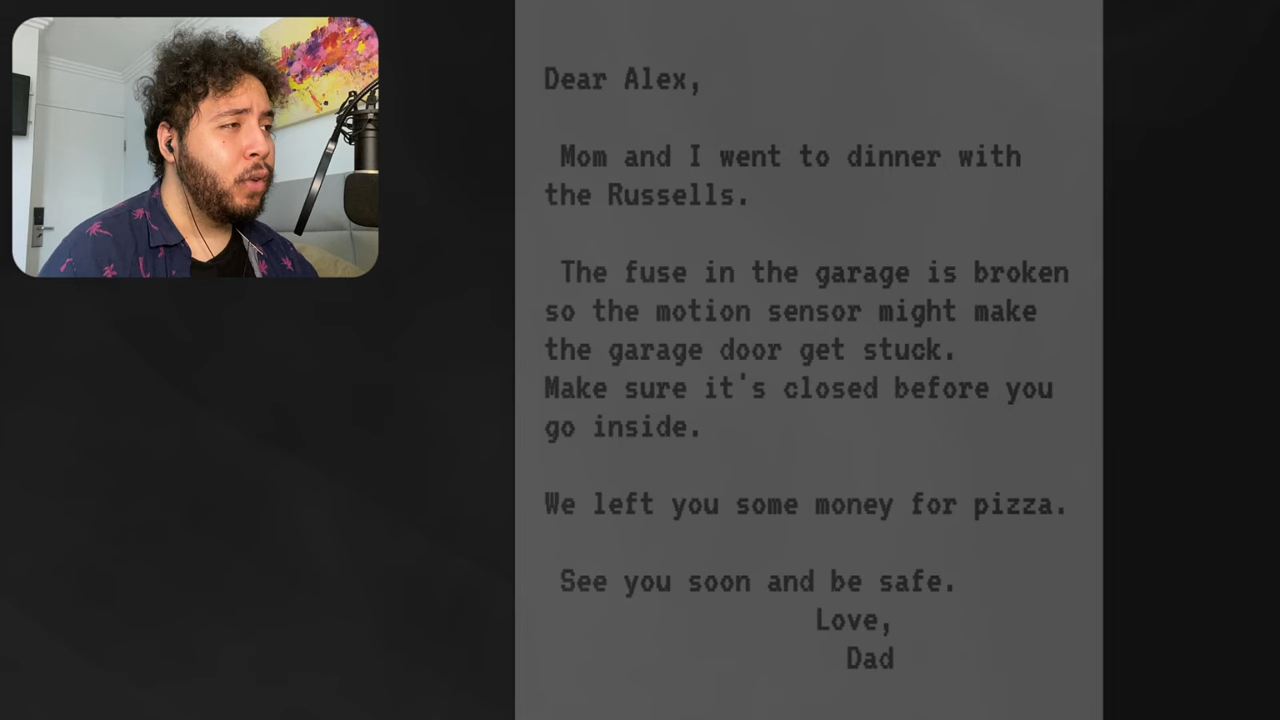 Dear Alex,
Mom and I went to dinner with
the Russells.
The fuse in the garage is broken
so the motion sensor might make
the garage door get stuck.
Make sure it's closed before you
go inside.
We left you some money for pizza.
See you soon and be safe.
Love,
Dad